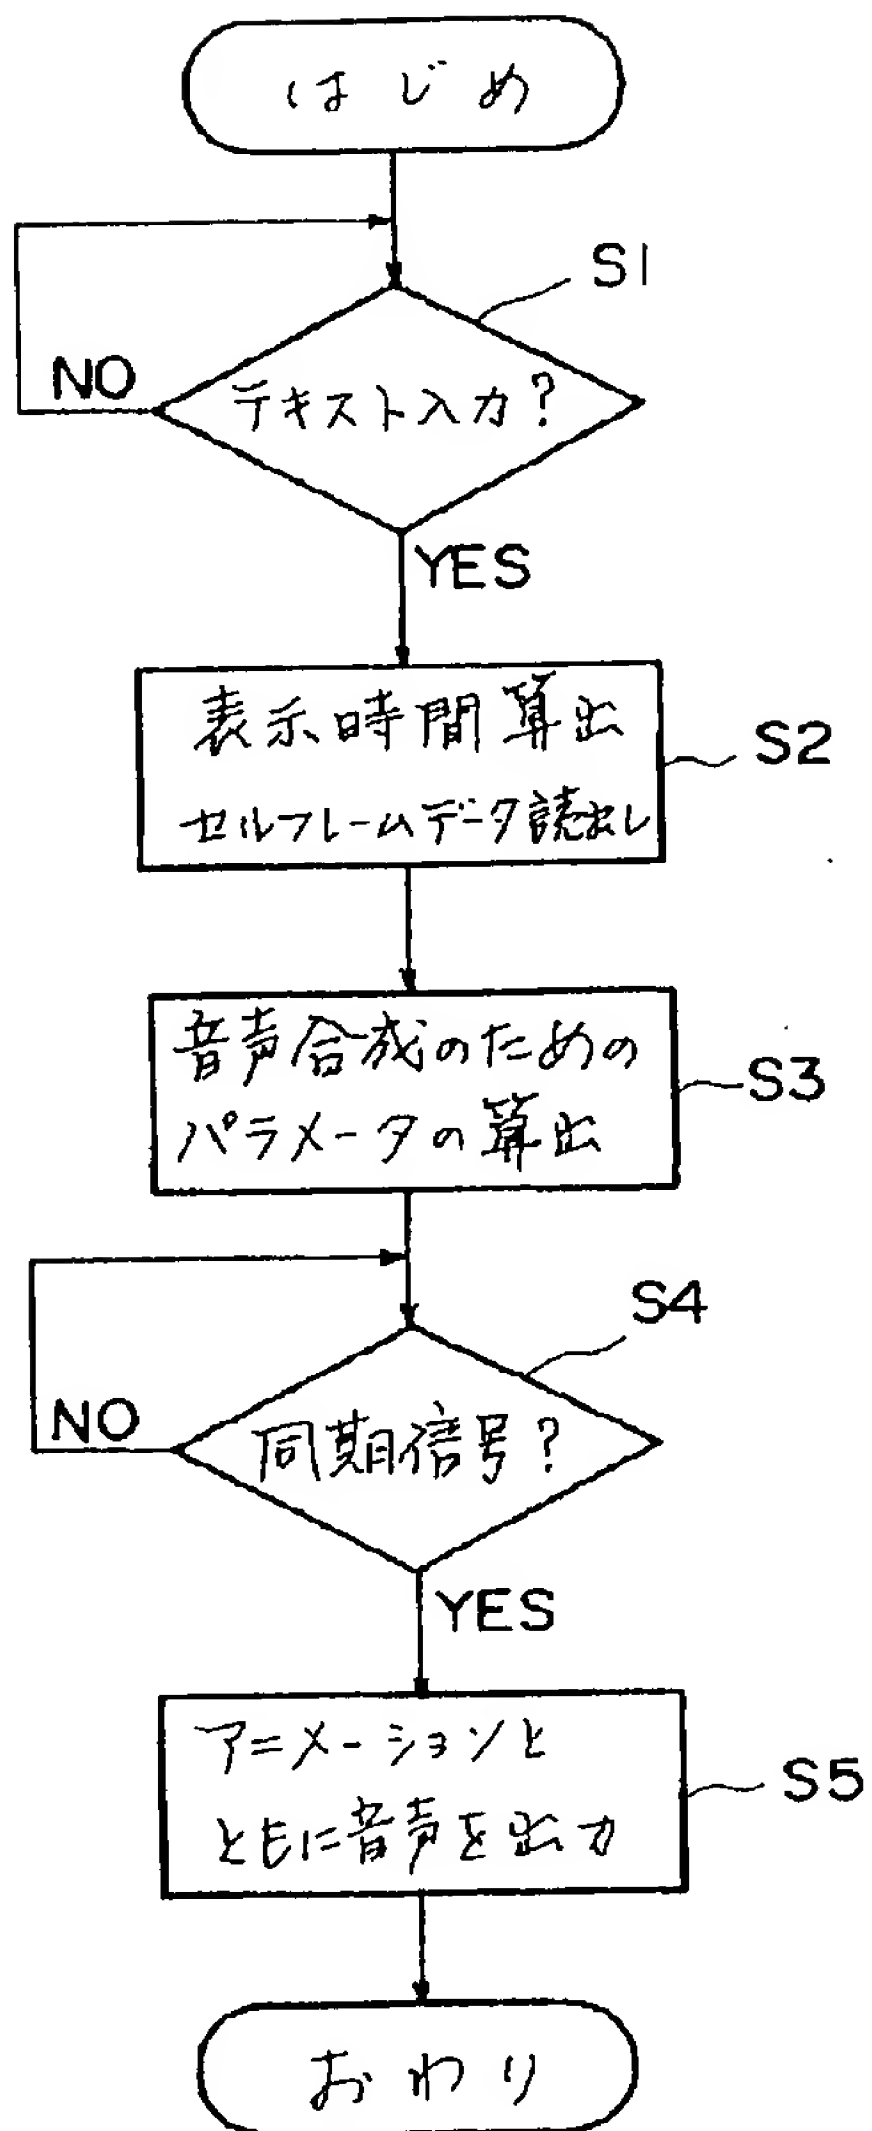 はじめ
S1
テキスト入力?
NO
YES
表示時間算出
セルフレームデータ読出し
S2
音声合成のための
パラメータの算出
S3
S4
同期信号?
NO
YES
アニメーションと
ともに音声を出力
S5
おわり